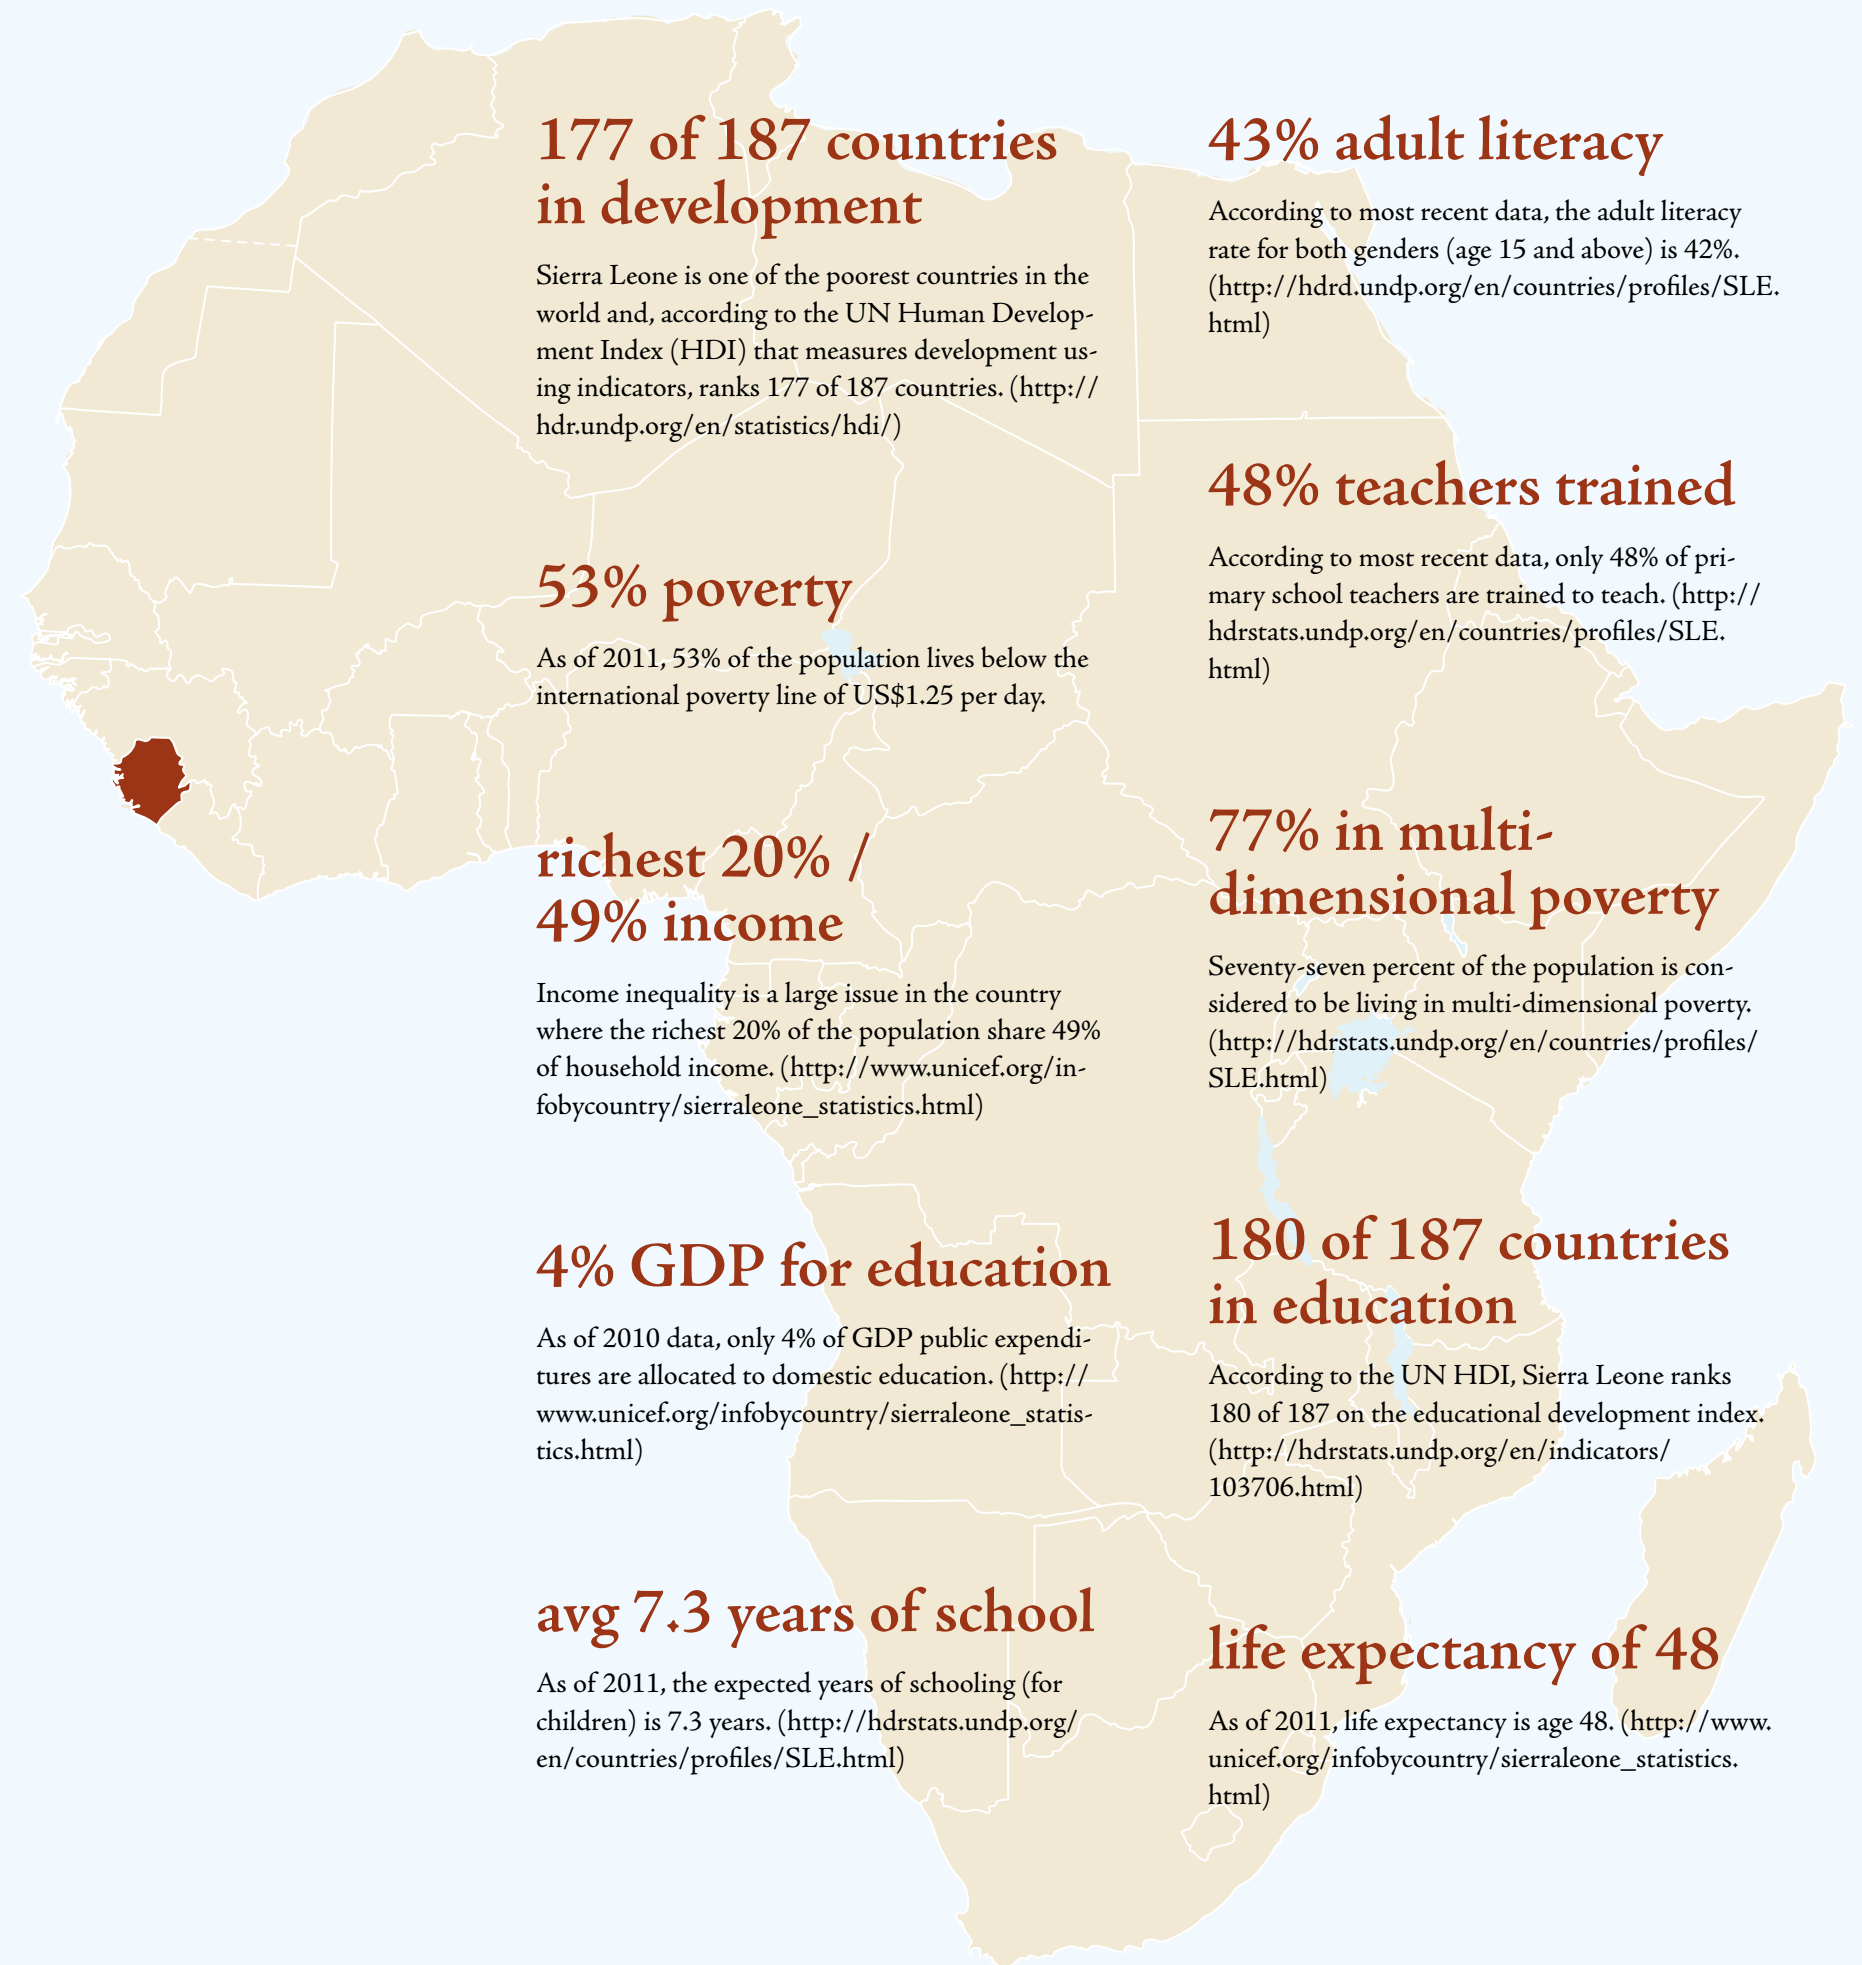 177 of 187 countries
in development
Sierra Leone is one of the poorest countries in the
world and, according to the UN Human Develop-
ment Index (HDI) that measures development us-
ing indicators, ranks 177 of 187 countries. (http://
hdr.undp.org/en/statistics/hdi/)
53% poverty
As of 2011, 53% of the population lives below the
international poverty line of US$1.25 per day.
richest 20% /
49% income
Income inequality is a large issue in the country
where the richest 20% of the population share 49%
of household income. (http://www.unicef.org/in-
fobycountry/sierraleone_statistics.html)
4% GDP for education
As of 2010 data, only 4% of GDP public expendi-
tures are allocated to domestic education. (http://
www.unicef.org/infobycountry/sierraleone_statis-
tics.html)
avg 7.3 years of school
As of 2011, the expected years of schooling (for
children) is 7.3 years. (http://hdrstats.undp.org/
en/countries/profiles/SLE.html)
43% adult literacy
According to most recent data, the adult literacy
rate for both genders (age 15 and above) is 42%.
(http://hdrd.undp.org/en/countries/profiles/SLE.
html)
48% teachers trained
According to most recent data, only 48% of pri-
mary school teachers are trained to teach. (http://
hdrstats.undp.org/en/countries/profiles/SLE.
html)
77% in multi-
dimensional poverty
Seventy-seven percent of the population is con-
sidered to be living in multi-dimensional poverty.
(http://hdrstats.undp.org/en/countries/profiles/
SLE.html)
180 of 187 countries
in education
According to the UN HDI, Sierra Leone ranks
180 of 187 on the educational development index.
(http://hdrstats.undp.org/en/indicators/
103706.html)
life expectancy of 48
As of 2011, life expectancy is age 48. (http://www.
unicef.org/infobycountry/sierraleone_statistics.
html)